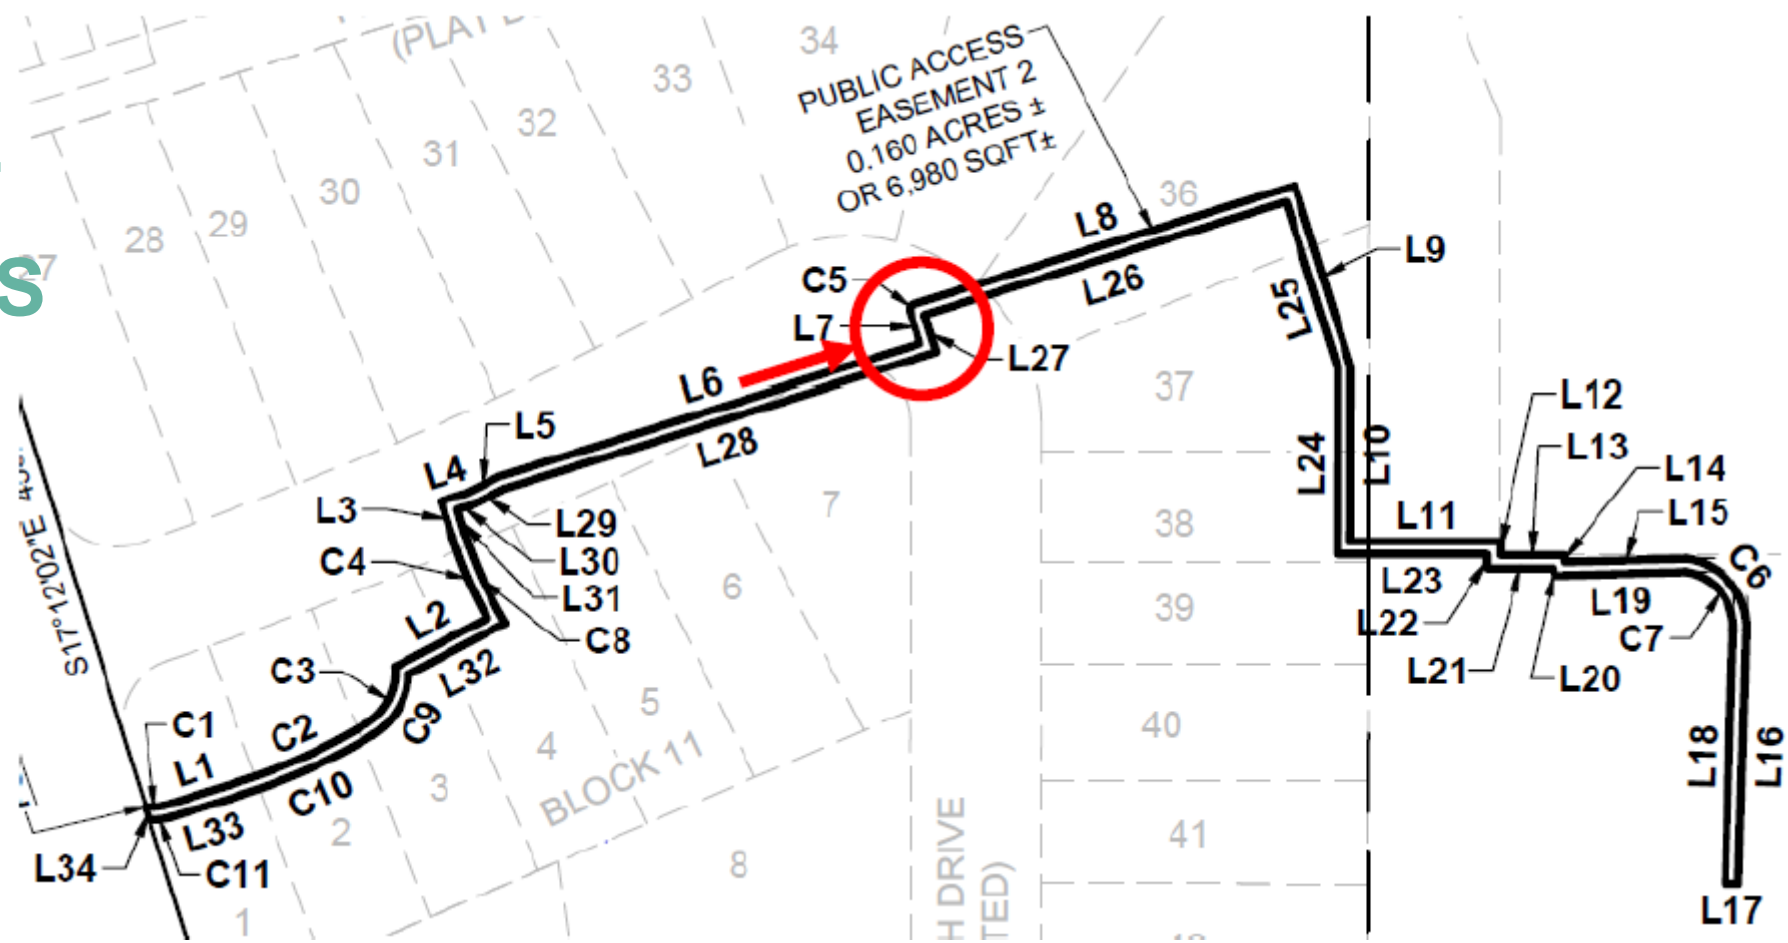 (PLAT
34
33
32
31
30
29
28
27
S
PUBLIC ACCESS
EASEMENT 2
0.160 ACRES ±
OR 6,980 SQFT±
36
L8
L9
C5
L26
L25
L7
L27
L6
37
L12
L5
L28
L24
L10
L13
L4
L14
L3
L29
7
38
L11
L15
L30
C4
L31
6
L23
C6
L2
C8
39
L22
L19
C7
S17°12'02"E
C3
L32
L21
L20
C9
5
C1
C2
4
40
L1
L18
L16
C10
3
BLOCK 11
L33
2
41
L34
C11
8
H DRIVE
TED)
L17
1